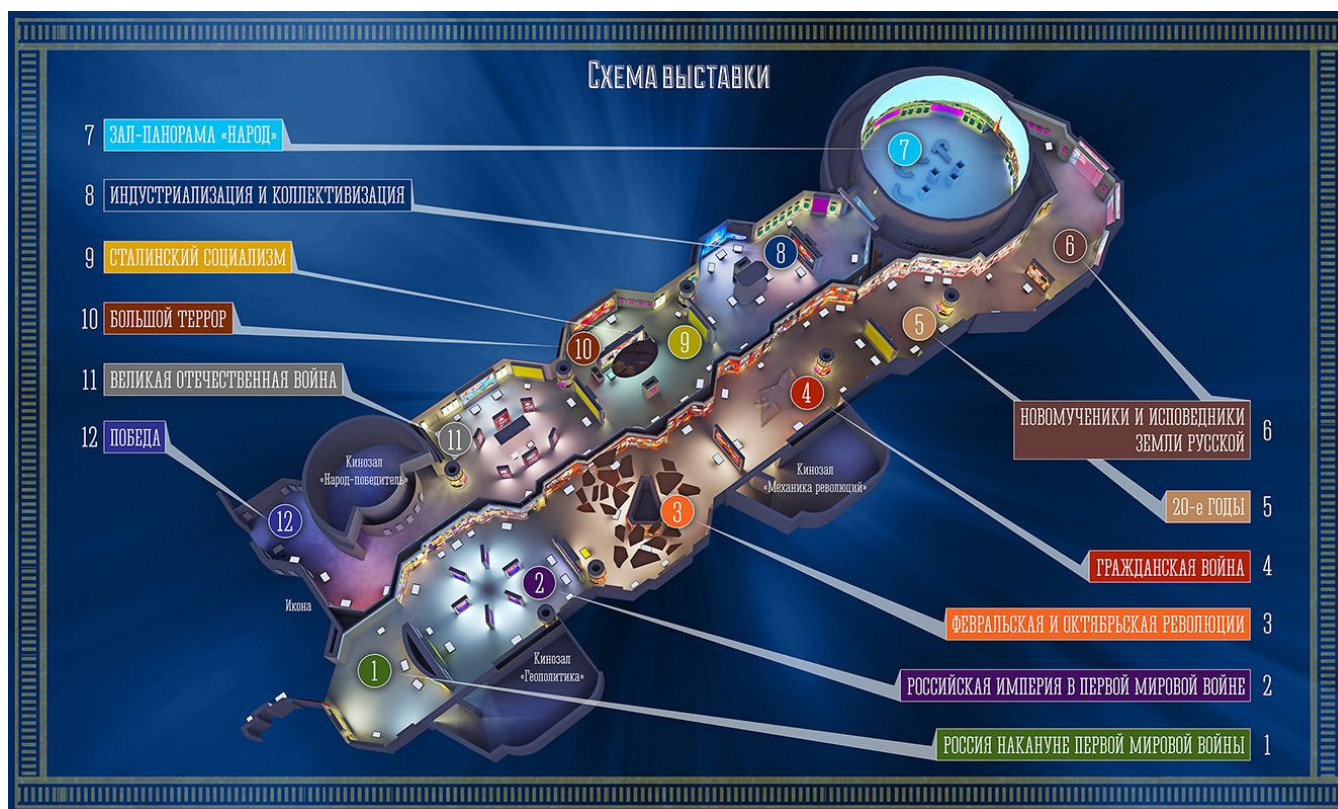 Схема выставки
7 ЗАЛ-ПАНОРАМА «НАРОД»
8 ИНДУСТРИАЛИЗАЦИЯ И КОЛЛЕКТИВИЗАЦИЯ
9 СТАЛИНСКИЙ СОЦИАЛИЗМ
10 БОЛЬШОЙ ТЕРРОР
11 ВЕЛИКАЯ ОТЕЧЕСТВЕННАЯ ВОЙНА
12 ПОБЕДА
7
8
6
5
9
10
4
11
12
3
2
1
Кинозал
«Народ-победитель»
Кинозал
«Механика революций»
Икона
Кинозал
«Геополитика»
НОВОМУЧЕНИКИ И ИСПОВЕДНИКИ
ЗЕМЛИ РУССКОЙ 6
20-е ГОДЫ 5
ГРАЖДАНСКАЯ ВОЙНА 4
ФЕВРАЛЬСКАЯ И ОКТЯБРЬСКАЯ РЕВОЛЮЦИИ 3
РОССИЙСКАЯ ИМПЕРИЯ В ПЕРВОЙ МИРОВОЙ ВОЙНЕ 2
РОССИЯ НАКАНУНЕ ПЕРВОЙ МИРОВОЙ ВОЙНЫ 1